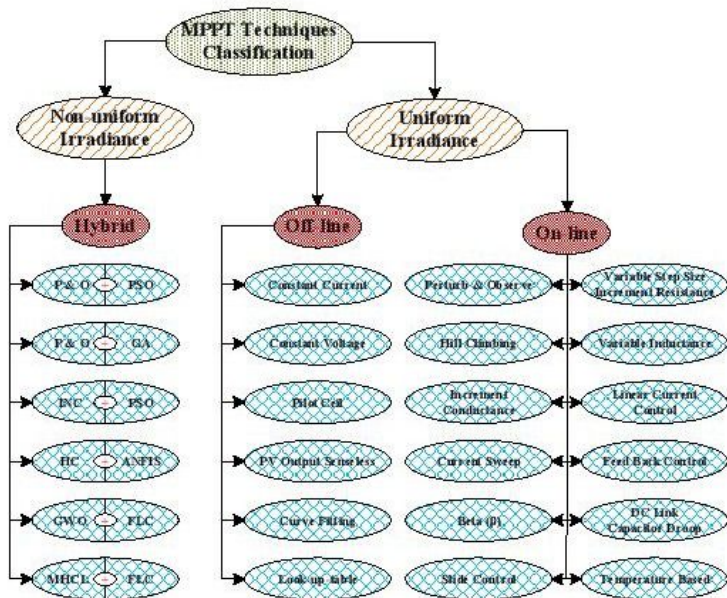 MPPT Techniques
Classification
Non-uniform
Irradiance
Uniform
Irradiance
Hybrid
Off line
On line
P & O + PSO
P & O + GA
INC + PSO
HC + ANFIS
GWO + FLC
MHCL + FLC
Constant Current
Constant Voltage
Pilot Cell
PV Output Senseless
Curve Fitting
Look up table
Perturb & Observe
Hill Climbing
Increment
Conductance
Current Sweep
Beta (β)
Slide Control
Variable Step Size
Increment Resistance
Variable Inductance
Linear Current
Control
Feed Back Control
DC Link
Capacitor Droop
Temperature Based